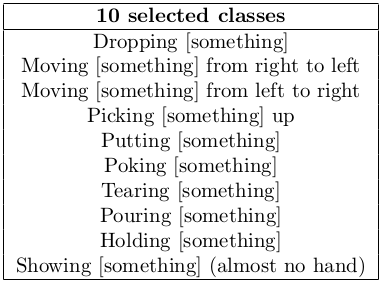 10 selected classes
Dropping [something]
Moving [something] from right to left
Moving [something] from left to right
Picking [something] up
Putting [something]
Poking [something]
Tearing [something]
Pouring [something]
Holding [something]
Showing [something] (almost no hand)